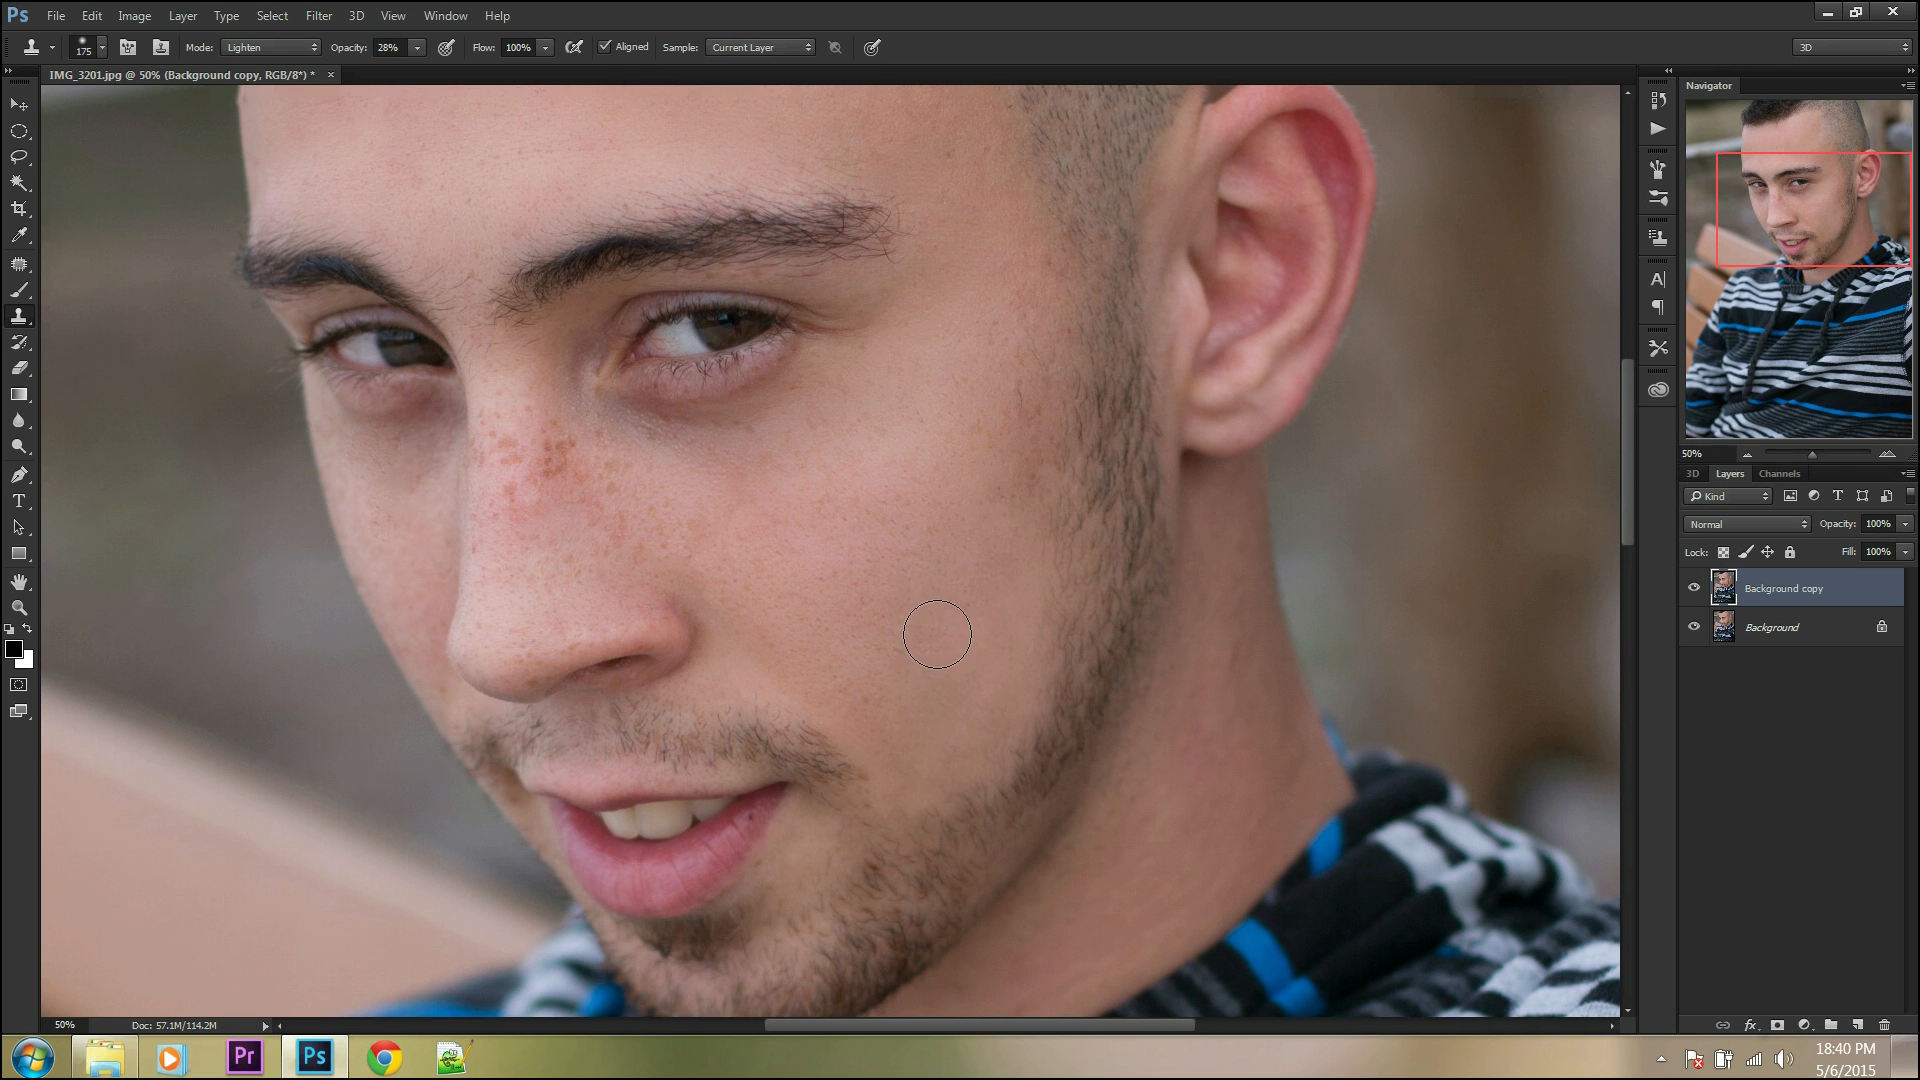 Ps File Edit Image Layer Type Select Filter 3D View Window Help
175 Mode: Lighten Opacity: 28% Flow: 100% Aligned Sample: Current Layer 3D
IMG_3201.jpg @ 50% (Background copy, RGB/8*) * ×
Navigator
50%
3D Layers Channels
Kind
Normal Opacity: 100%
Lock: Fill: 100%
Background copy
Background
50% Doc: 57.1M/114.2M
fx
Pr Ps
18:40 PM
5/6/2015